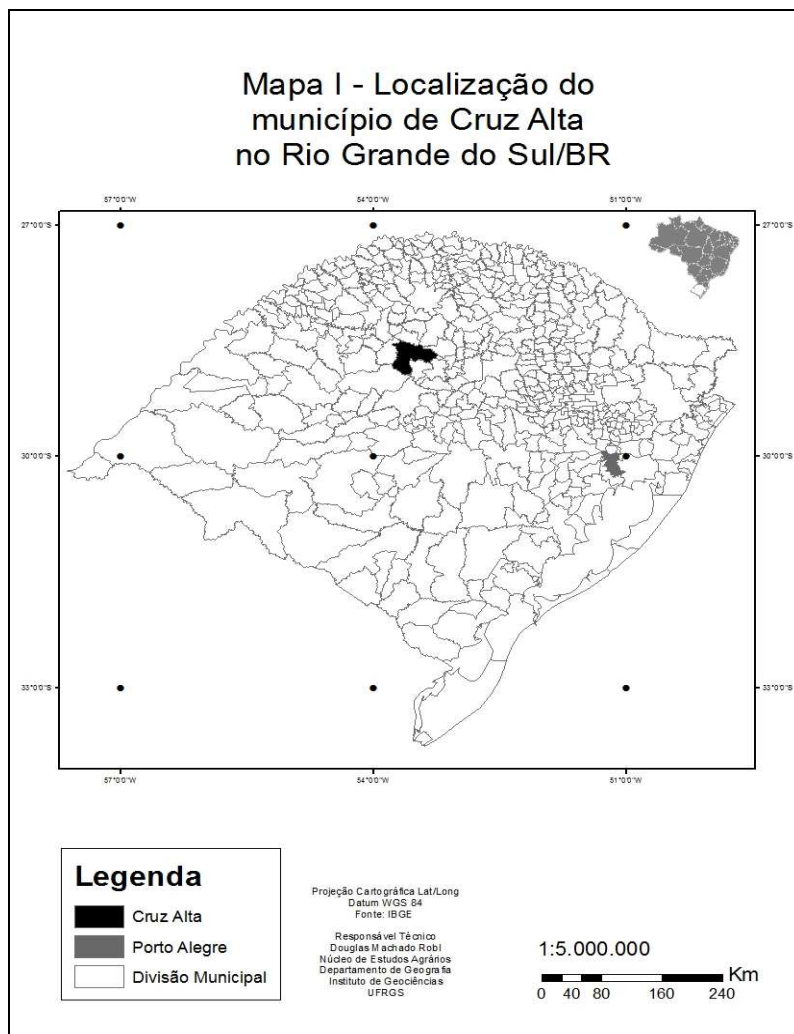 Mapa I - Localização do
município de Cruz Alta
no Rio Grande do Sul/BR
57°0'0"W 54°0'0"W 51°0'0"W
27°0'0"S 27°0'0"S
30°0'0"S 30°0'0"S
33°0'0"S 33°0'0"S
57°0'0"W 54°0'0"W 51°0'0"W
Legenda
Cruz Alta
Porto Alegre
Divisão Municipal
Projeção Cartográfica Lat/Long
Datum WGS 84
Fonte: IBGE
Responsável Técnico
Douglas Machado Robl
Núcleo de Estudos Agrários
Departamento de Geografia
Instituto de Geociências
UFRGS
1:5.000.000
Km
0 40 80 160 240